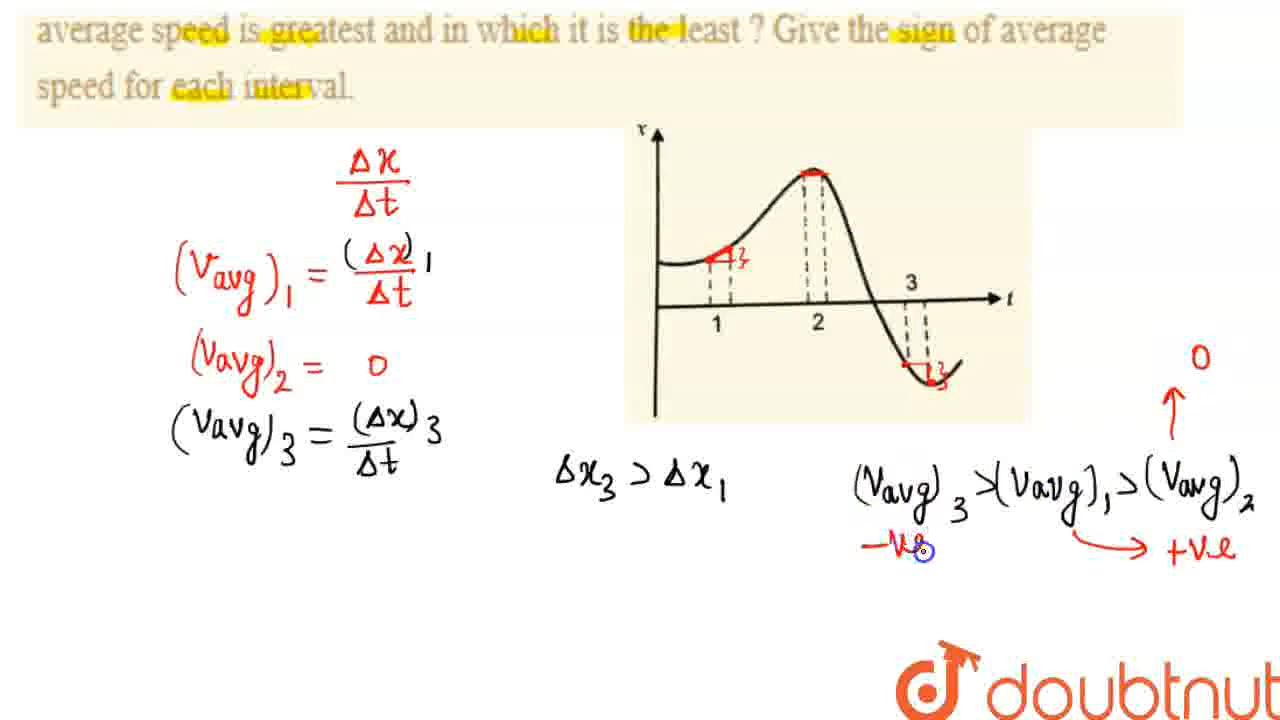 average speed is greatest and in which it is the least ? Give the sign of average
speed for each interval.
x
Δx
Δt
(Vavg)1 = (Δx)1
Δt
(Vavg)2 = 0
(Vavg)3 = (Δx)3
Δt
3
3
1
2
t
3
0
Δx3 > Δx1
(Vavg)3 > (Vavg)1 > (Vavg)2
-ve
+ve
doubtnut